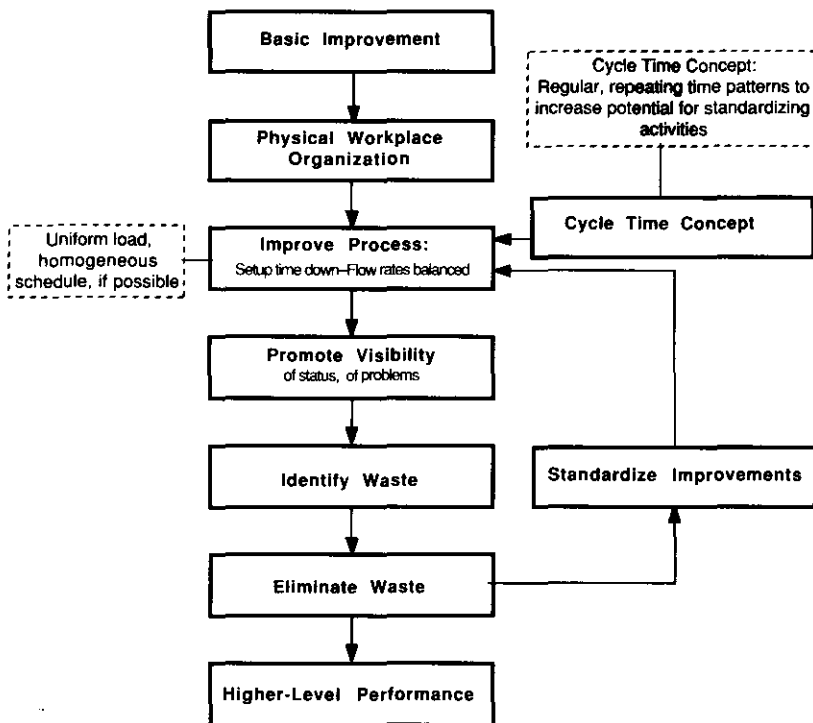 Basic Improvement
Cycle Time Concept:
Regular, repeating time patterns to
increase potential for standardizing
activities
Physical Workplace
Organization
Cycle Time Concept
Uniform load,
homogeneous
schedule, if possible
Improve Process:
Setup time down–Flow rates balanced
Promote Visibility
of status, of problems
Identify Waste
Standardize Improvements
Eliminate Waste
Higher-Level Performance